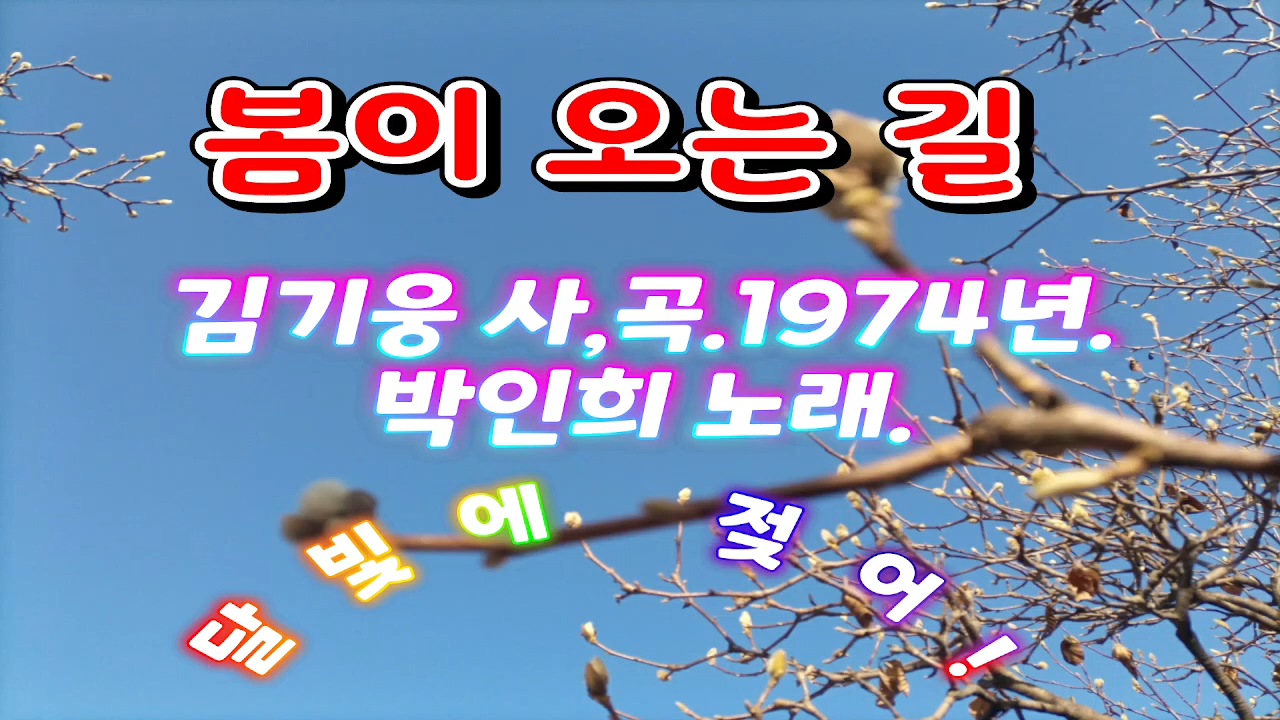 봄이 오는 길
김기웅 사,곡.1974년.
박인희 노래.
달빛에 젖어!